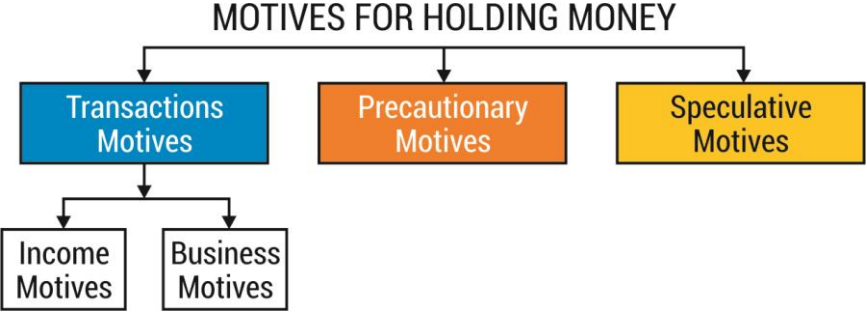 MOTIVES FOR HOLDING MONEY
Transactions
Motives
Precautionary
Motives
Speculative
Motives
Income
Motives
Business
Motives